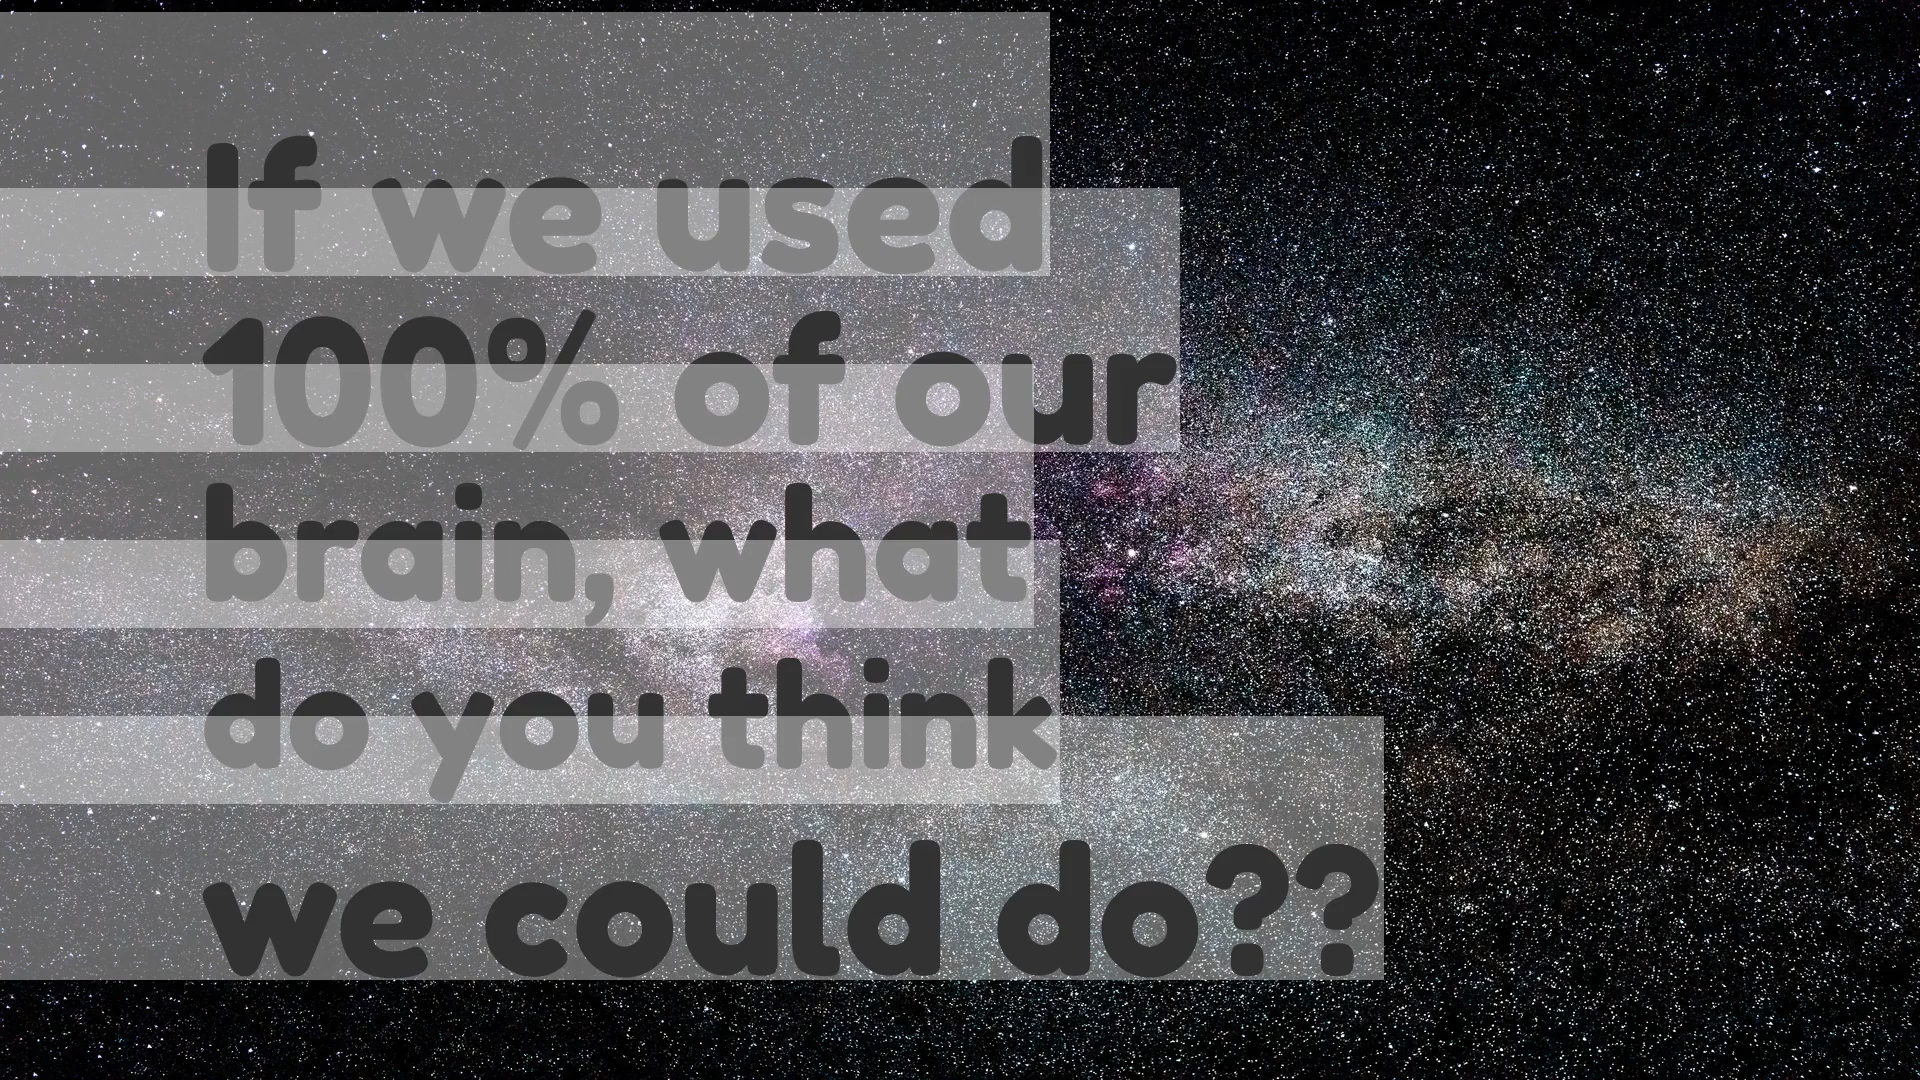 If we used
100% of our
brain, what
do you think
we could do??